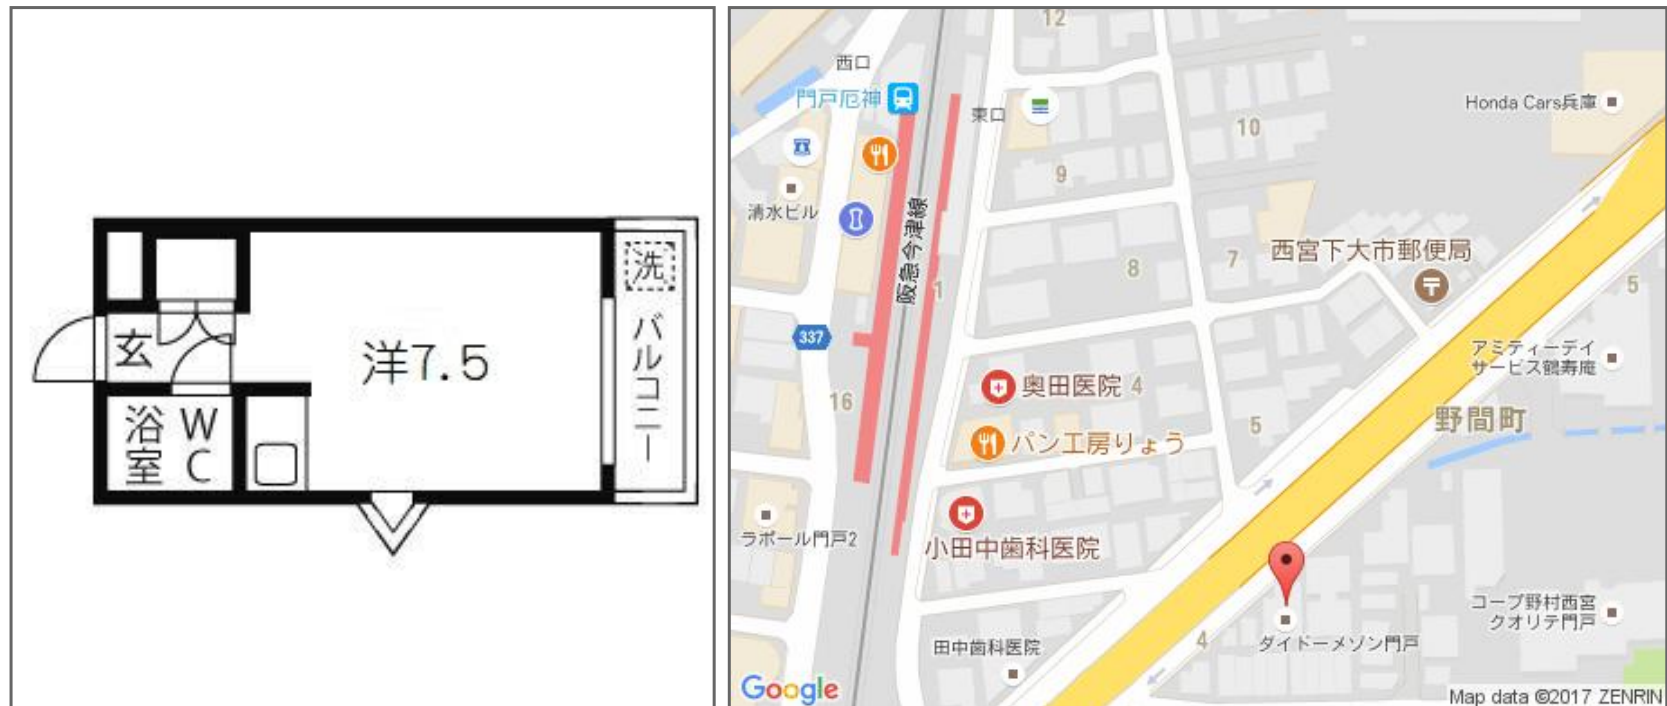 洗
玄
洋7.5
バルコニー
浴室
WC
12
西口
門戸厄神
東口
Honda Cars兵庫
10
9
清水ビル
阪急今津線
1
8
7
西宮下大市郵便局
5
337
アミティーデイ
サービス鶴寿庵
奥田医院
4
16
5
野間町
パン工房りょう
ラポール門戸2
小田中歯科医院
コープ野村西宮
クオリテ門戸
田中歯科医院
4
ダイドーメゾン門戸
Google
Map data ©2017 ZENRIN